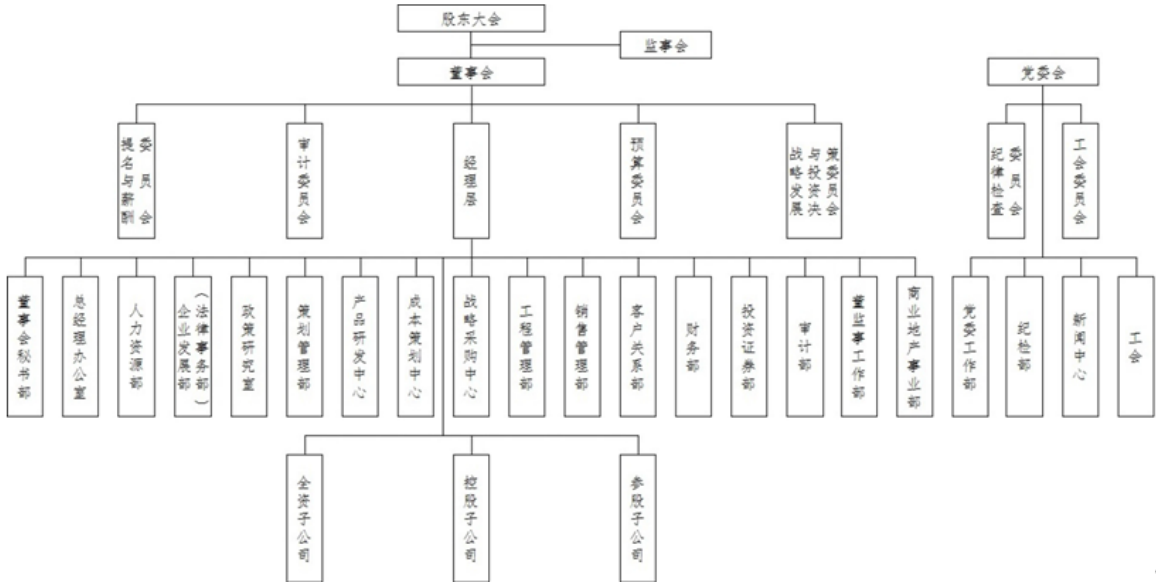 股东大会
监事会
董事会
党委会
提名与薪酬
委员会
审计委员会
经理层
预算委员会
战略发展
与投资决
策委员会
纪律检查
委员会
工会委员会
董事会秘书部
总经理办公室
人力资源部
企业发展部
（法律事务部）
政策研究室
策划管理部
产品研发中心
成本策划中心
战略采购中心
工程管理部
销售管理部
客户关系部
财务部
投资证券部
审计部
董监事工作部
商业地产事业部
党委工作部
纪检部
新闻中心
工会
全资子公司
控股子公司
参股子公司